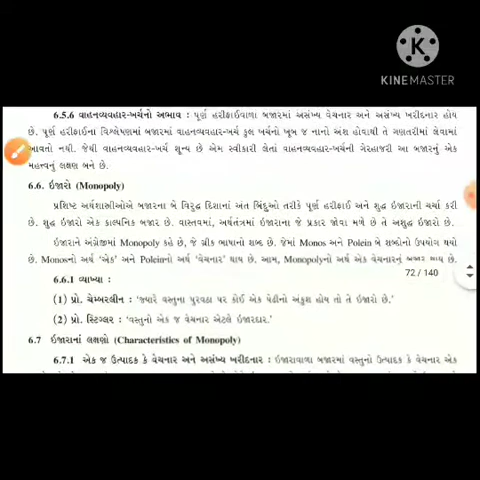 KINEMASTER
6.5.6 વાહનવ્યવહાર-ખર્ચનો અભાવ : પૂર્ણ હરીફાઈવાળા બજારમાં અસંખ્ય વેચનાર અને અસંખ્ય ખરીદનાર હોય
છે. પૂર્ણ હરીફાઈના વિશ્લેષણમાં બજારમાં વાહનવ્યવહાર-ખર્ચ કુલ ખર્ચનો ખૂબ જ નાનો અંશ હોવાથી તે ગણતરીમાં લેવામાં
આવતો નથી. જેથી વાહનવ્યવહાર-ખર્ચ શૂન્ય છે એમ સ્વીકારી લેતાં વાહનવ્યવહાર-ખર્ચની ગેરહાજરી આ બજારનું એક
મહત્ત્વનું લક્ષણ બને છે.
6.6. ઇજારો (Monopoly)
પ્રશિષ્ટ અર્થશાસ્ત્રીઓએ બજારના બે વિરુદ્ધ દિશાનાં અંત બિંદુઓ તરીકે પૂર્ણ હરીફાઈ અને શુદ્ધ ઇજારાની ચર્ચા કરી
છે. શુદ્ધ ઇજારો એક કાલ્પનિક બજાર છે. વાસ્તવમાં, અર્થતંત્રમાં ઇજારાના જે પ્રકાર જોવા મળે છે તે અશુદ્ધ ઇજારો છે.
ઇજારાને અંગ્રેજીમાં Monopoly કહે છે, જે ગ્રીક ભાષાનો શબ્દ છે. જેમાં Monos અને Polein બે શબ્દોનો ઉપયોગ થયો
છે. Monosનો અર્થ 'એક' અને Poleinનો અર્થ 'વેચનાર' થાય છે. આમ, Monopolyનો અર્થ એક વેચનારનું બજાર થાય છે.
72 / 140
6.6.1 વ્યાખ્યા :
(1) પ્રો. ચેમ્બરલીન : 'જ્યારે વસ્તુના પુરવઠા પર કોઈ એક પેઢીનો અંકુશ હોય તો તે ઇજારો છે.'
(2) પ્રો. સ્ટિગ્લર : 'વસ્તુનો એક જ વેચનાર એટલે ઇજારદાર.'
6.7 ઇજારાનાં લક્ષણો (Characteristics of Monopoly)
6.7.1 એક જ ઉત્પાદક કે વેચનાર અને અસંખ્ય ખરીદનાર : ઇજારાવાળા બજારમાં વસ્તુનો ઉત્પાદક કે વેચનાર એક